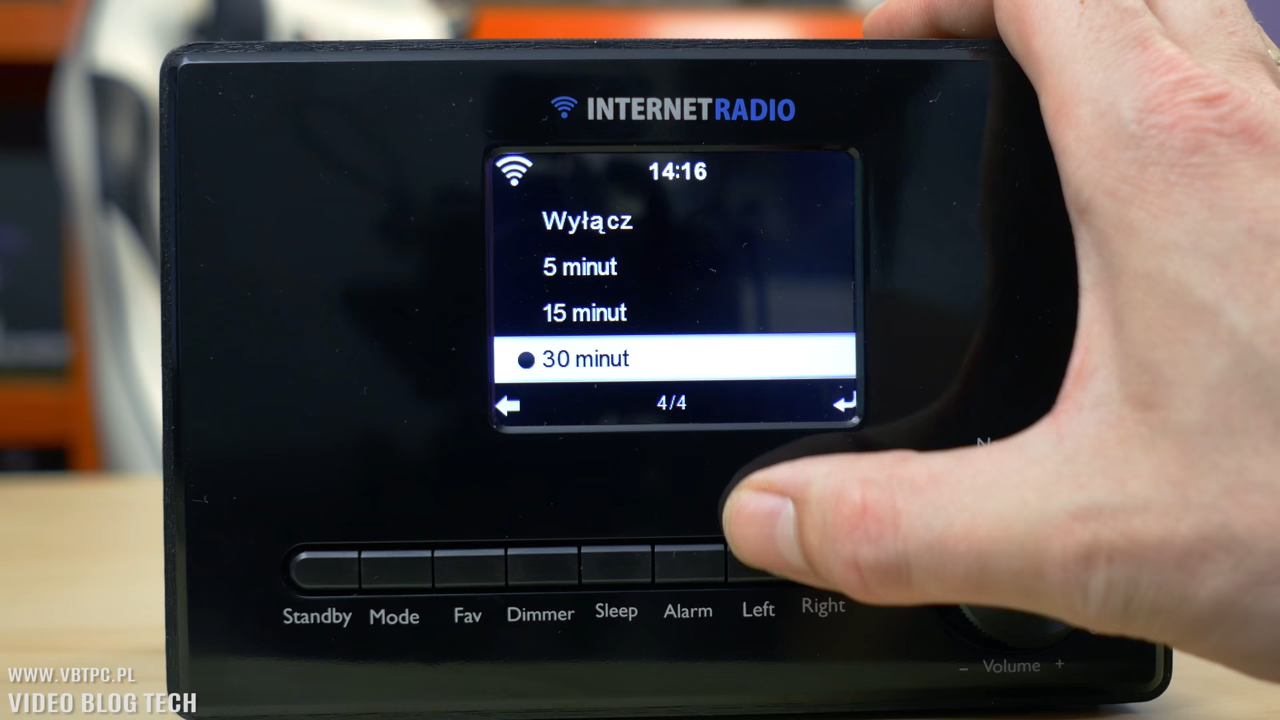 INTERNETRADIO
14:16
Wyłącz
5 minut
15 minut
30 minut
4/4
Standby Mode Fav Dimmer Sleep Alarm Left Right
- Volume +
WWW.VBTPC.PL
VIDEO BLOG TECH